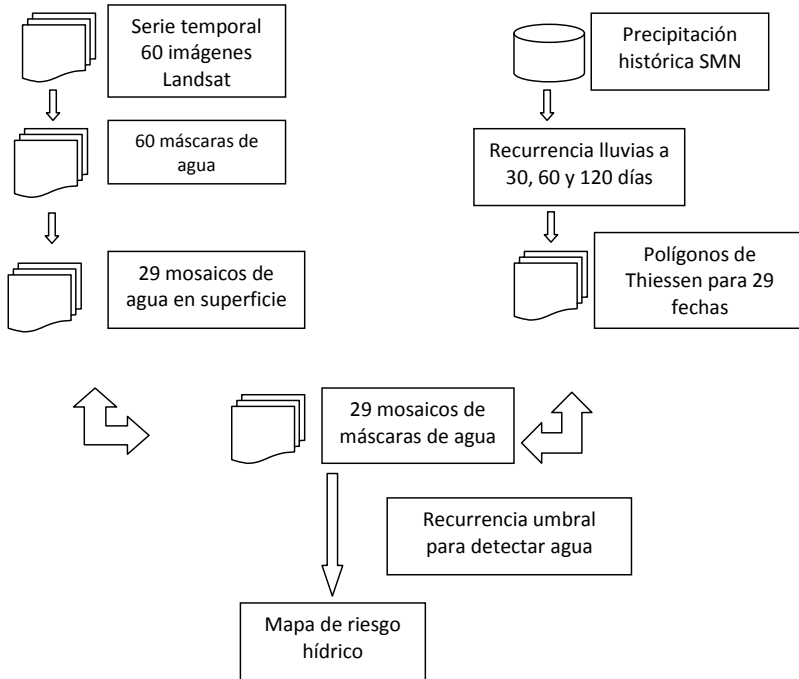 Serie temporal
60 imágenes
Landsat
60 máscaras de
agua
29 mosaicos de
agua en superficie
Precipitación
histórica SMN
Recurrencia lluvias a
30, 60 y 120 días
Polígonos de
Thiessen para 29
fechas
29 mosaicos de
máscaras de agua
Recurrencia umbral
para detectar agua
Mapa de riesgo
hídrico